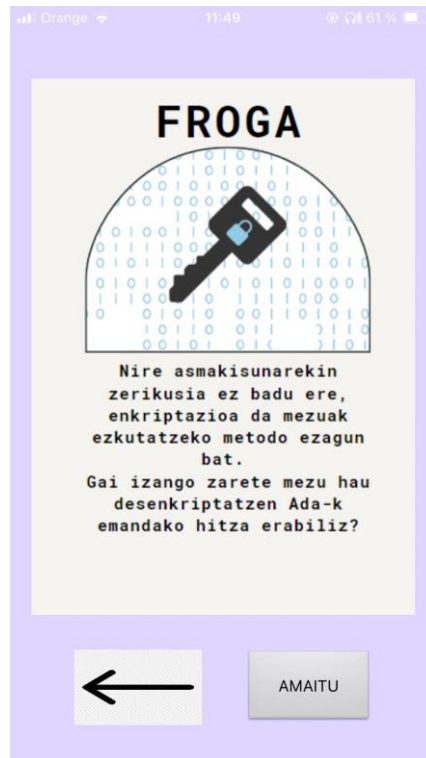 Orange 11:49 61 %
FROGA
Nire asmakisunarekin
zerikusia ez badu ere,
enkriptazioa da mezuak
ezkutatzeko metodo ezagun
bat.
Gai izango zarete mezu hau
desenkriptatzen Ada-k
emandako hitza erabiliz?
AMAITU